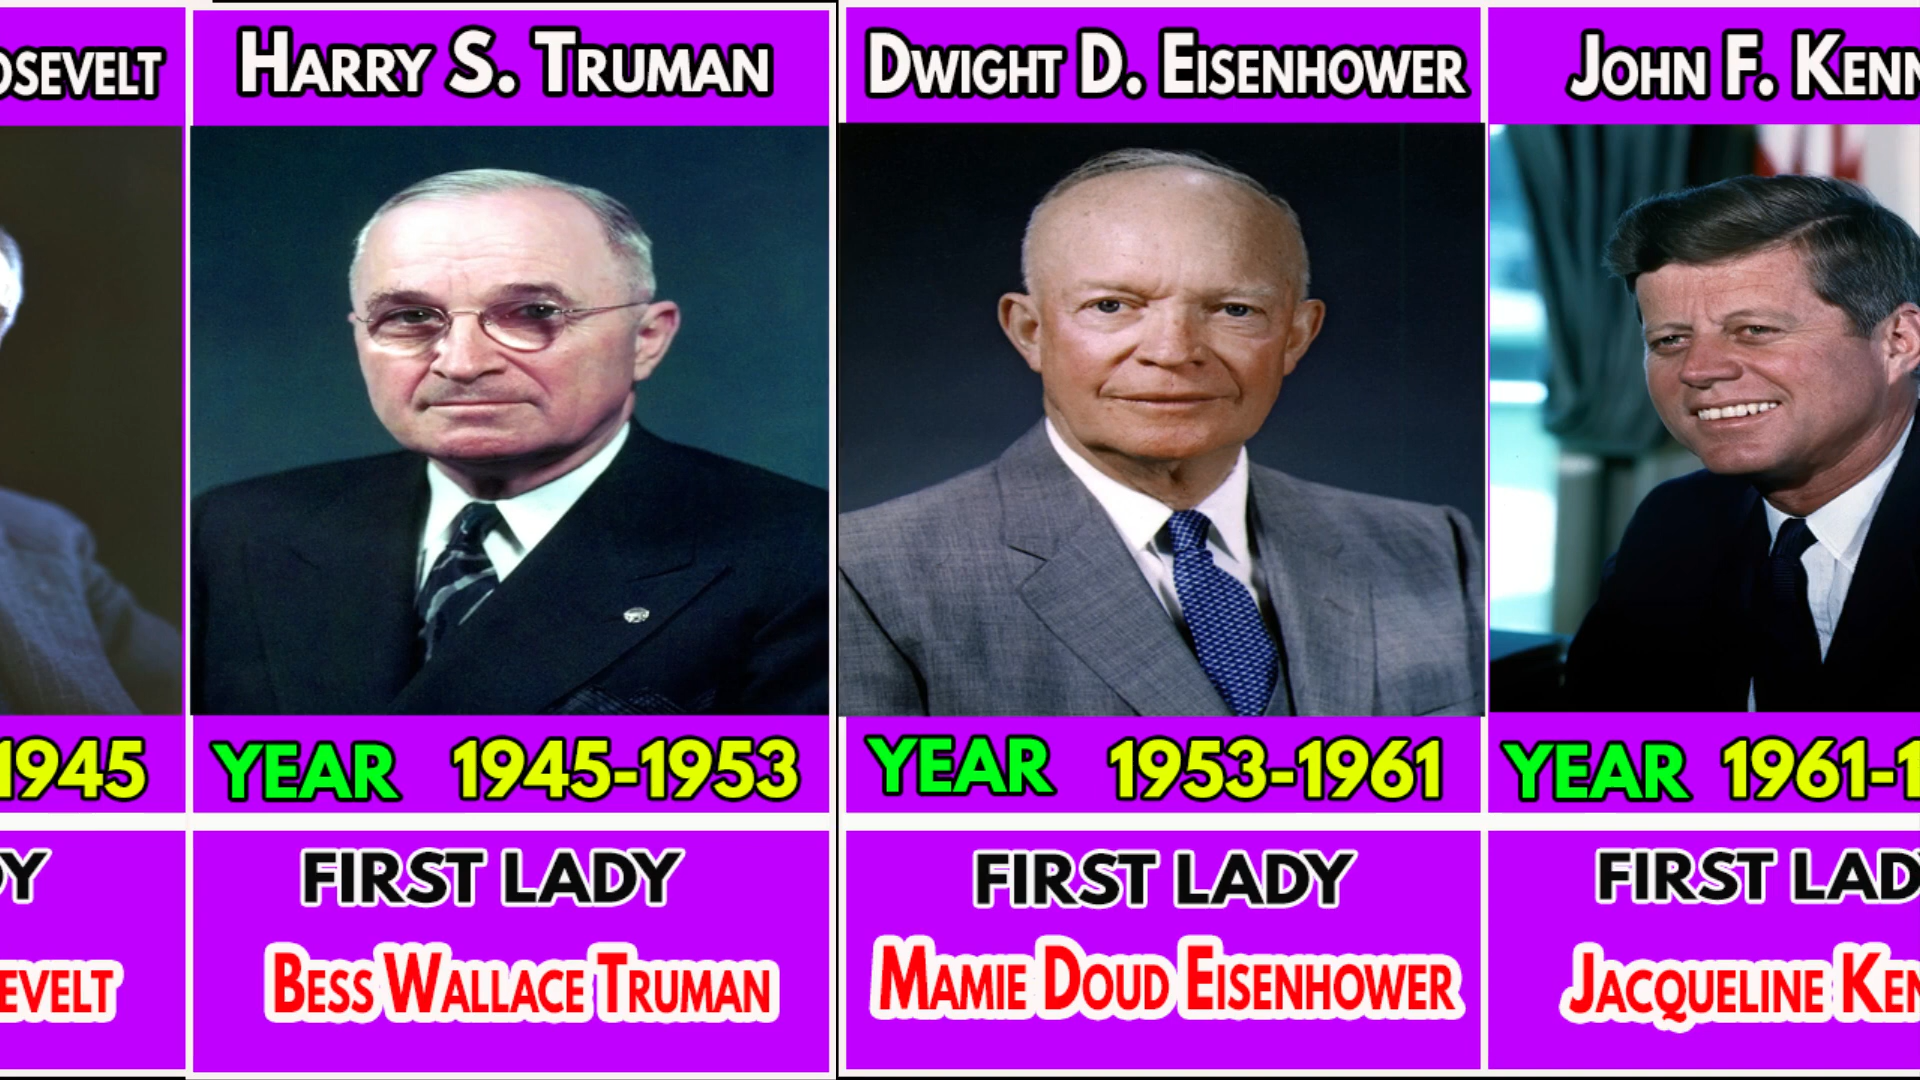 OSEVELT
1945
DY
EVELT
HARRY S. TRUMAN
YEAR 1945-1953
FIRST LADY
BESS WALLACE TRUMAN
DWIGHT D. EISENHOWER
YEAR 1953-1961
FIRST LADY
MAMIE DOUD EISENHOWER
JOHN F. KENN
YEAR 1961-1
FIRST LAD
JACQUELINE KEN